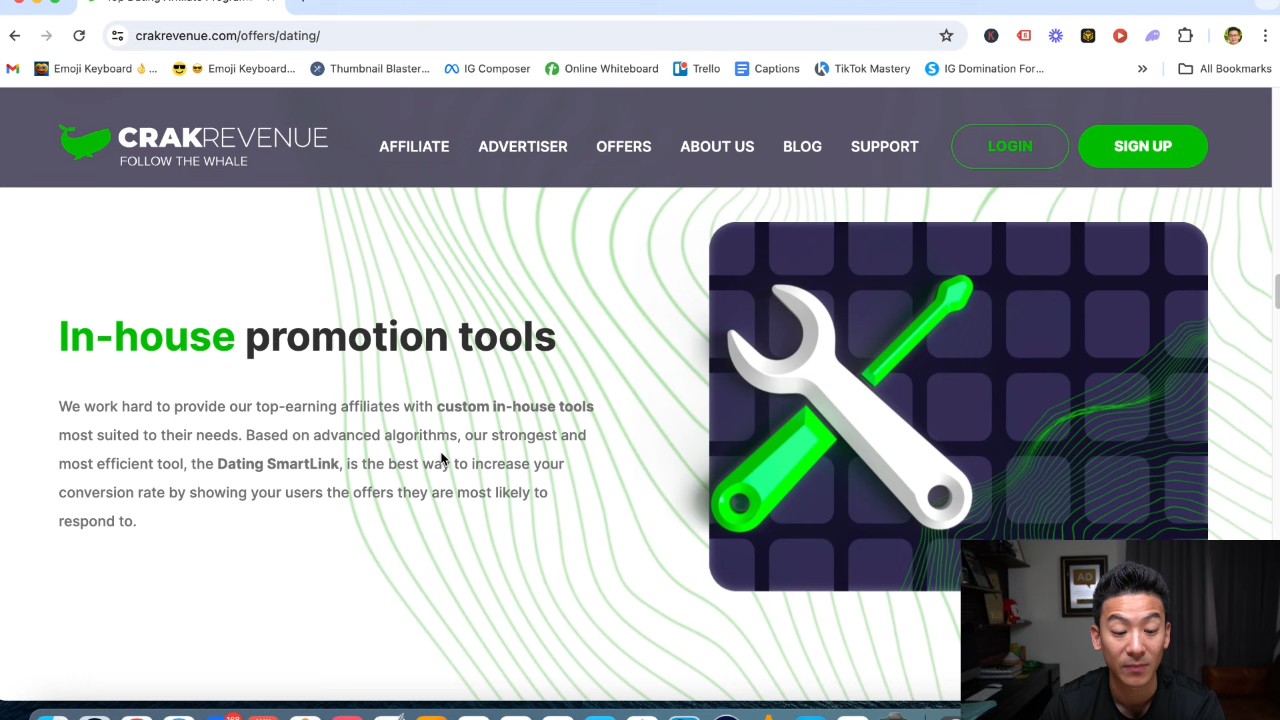 Top Dating Affiliate Program
crakrevenue.com/offers/dating/
Emoji Keyboard 👌 ...
😎 Emoji Keyboard...
Thumbnail Blaster...
IG Composer
Online Whiteboard
Trello
Captions
TikTok Mastery
IG Domination For...
All Bookmarks
CRAKREVENUE
FOLLOW THE WHALE
AFFILIATE
ADVERTISER
OFFERS
ABOUT US
BLOG
SUPPORT
LOGIN
SIGN UP
In-house promotion tools
We work hard to provide our top-earning affiliates with custom in-house tools
most suited to their needs. Based on advanced algorithms, our strongest and
most efficient tool, the Dating SmartLink, is the best way to increase your
conversion rate by showing your users the offers they are most likely to
respond to.
AD